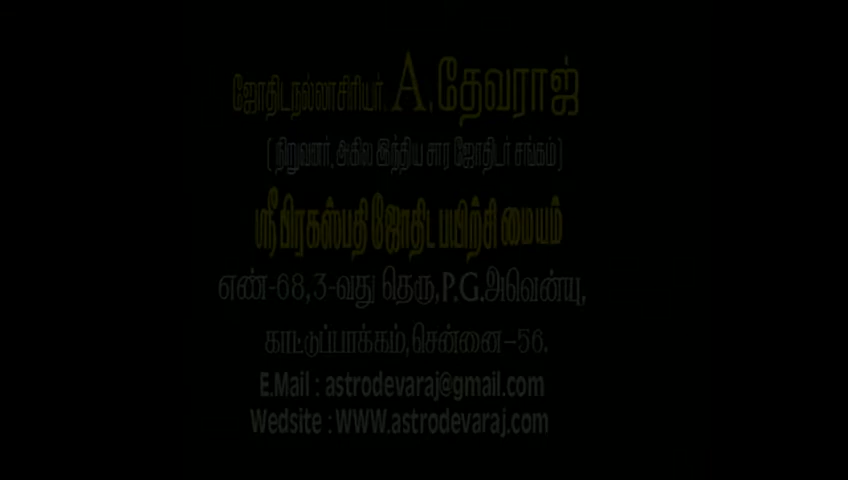 ஜோதிடநல்லாசிரியர். A. தேவராஜ்
( நிறுவனர், அகில இந்திய சார ஜோதிடர் சங்கம்)
ஸ்ரீ பிரகஸ்பதி ஜோதிட பயிற்சி மையம்
எண்-68,3-வது தெரு,P.G.அவென்யு,
காட்டுப்பாக்கம்,சென்னை-56.
E.Mail : astrodevaraj@gmail.com
Wedsite : WWW.astrodevaraj.com